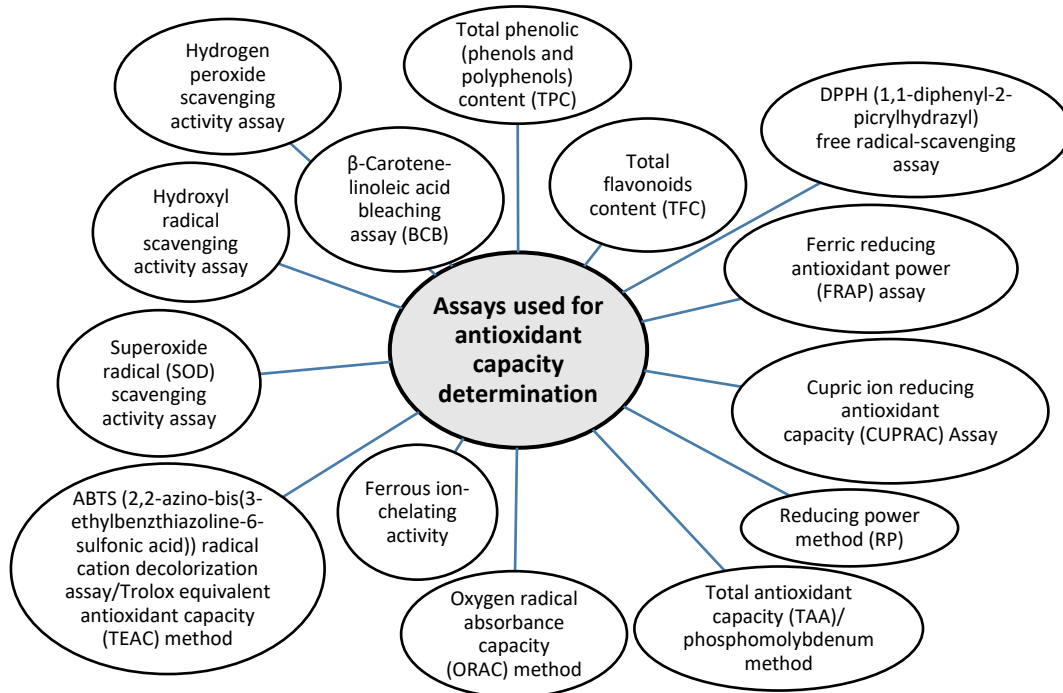 Hydrogen
peroxide
scavenging
activity assay
Total phenolic
(phenols and
polyphenols)
content (TPC)
DPPH (1,1-diphenyl-2-
picrylhydrazyl)
free radical-scavenging
assay
β-Carotene-
linoleic acid
bleaching
assay (BCB)
Total
flavonoids
content (TFC)
Hydroxyl
radical
scavenging
activity assay
Ferric reducing
antioxidant power
(FRAP) assay
Assays used for
antioxidant
capacity
determination
Superoxide
radical (SOD)
scavenging
activity assay
Cupric ion reducing
antioxidant
capacity (CUPRAC) Assay
ABTS (2,2-azino-bis(3-
ethylbenzthiazoline-6-
sulfonic acid)) radical
cation decolorization
assay/Trolox equivalent
antioxidant capacity
(TEAC) method
Ferrous ion-
chelating
activity
Reducing power
method (RP)
Oxygen radical
absorbance
capacity
(ORAC) method
Total antioxidant
capacity (TAA)/
phosphomolybdenum
method